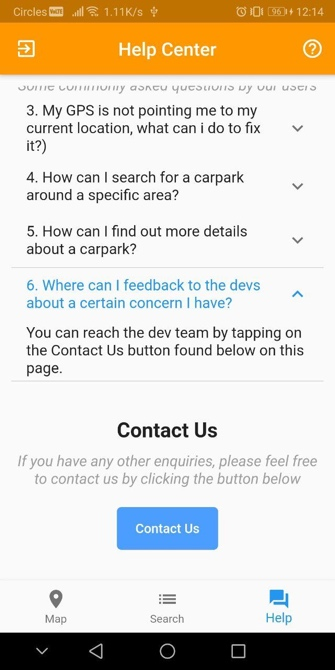 Circles VoLTE 1.11K/s 96 12:14
Help Center
Some commonly asked questions by our users
3. My GPS is not pointing me to my
current location, what can i do to fix
it?)
4. How can I search for a carpark
around a specific area?
5. How can I find out more details
about a carpark?
6. Where can I feedback to the devs
about a certain concern I have?
You can reach the dev team by tapping on
the Contact Us button found below on this
page.
Contact Us
If you have any other enquiries, please feel free
to contact us by clicking the button below
Contact Us
Map Search Help